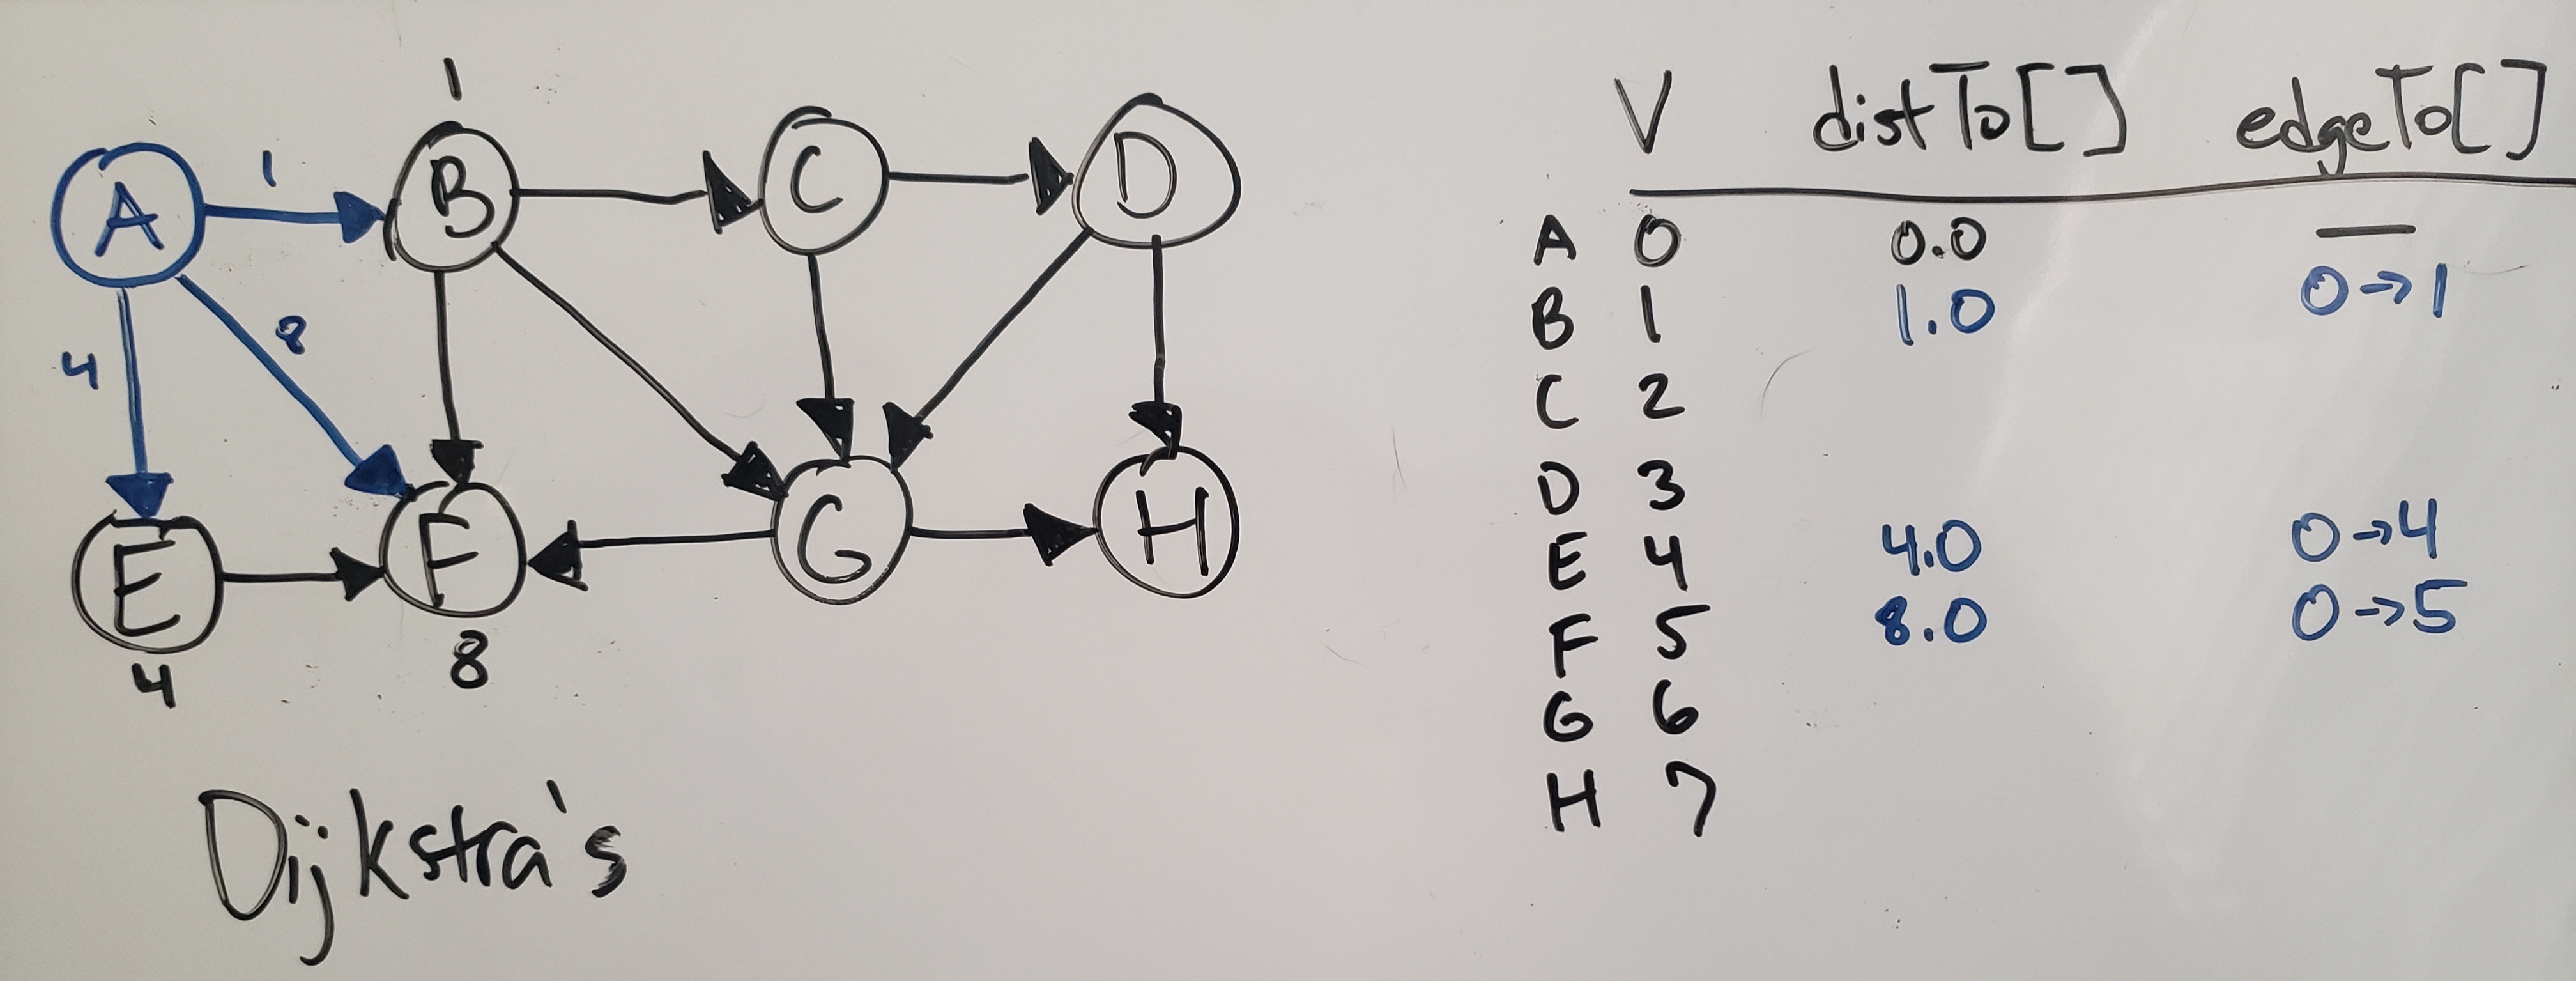 1
A
1
B
C
D
4
8
E
F
G
H
4
8
Dijkstra's
V distTo[] edgeTo[]
A 0 0.0 —
B 1 1.0 0→1
C 2
D 3
E 4 4.0 0→4
F 5 8.0 0→5
G 6
H 7